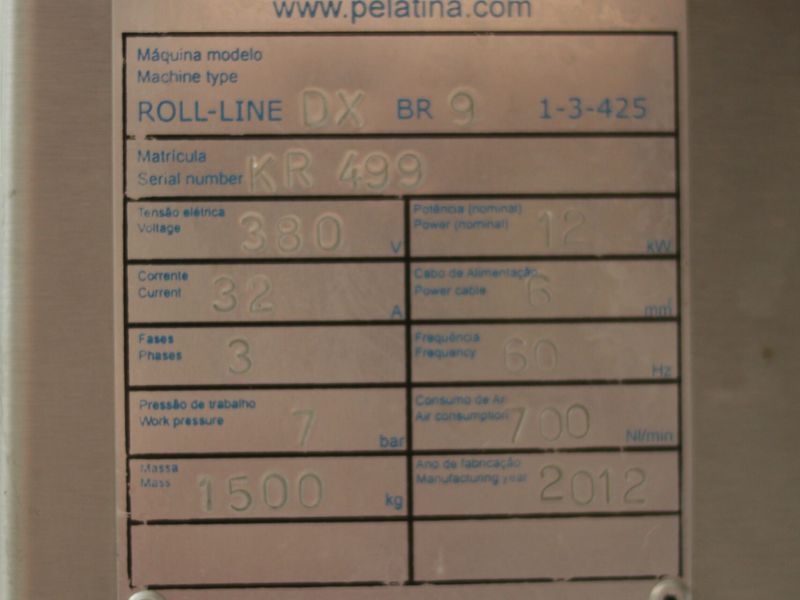 www.pelatina.com
Máquina modelo
Machine type
ROLL-LINE DX BR 9 1-3-425
Matrícula
Serial number KR 499
Tensão elétrica
Voltage 380 V
Potência (nominal)
Power (nominal) 12 kW
Corrente
Current 32 A
Cabo de Alimentação
Power cable 6 mm²
Fases
Phases 3
Frequência
Frequency 60 Hz
Pressão de trabalho
Work pressure 7 bar
Consumo de Ar
Air consumption 700 Nl/min
Massa
Mass 1500 kg
Ano de fabricação
Manufacturing year 2012